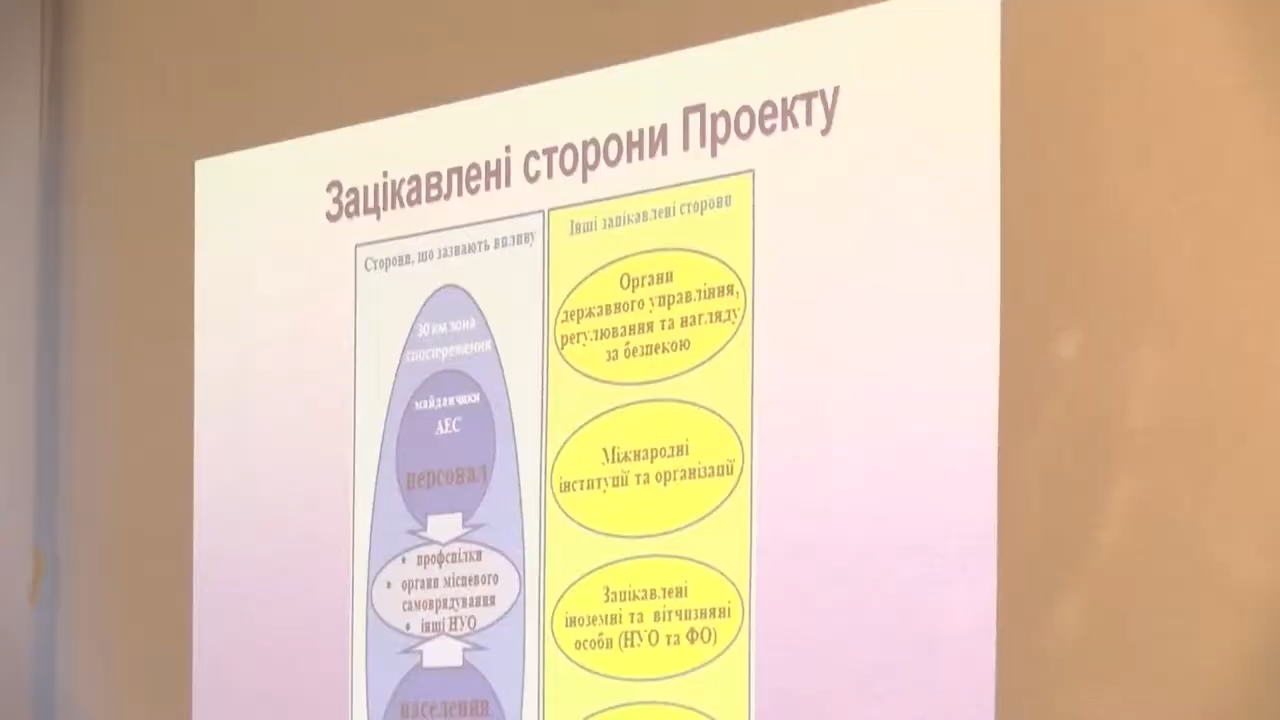 Зацікавлені сторони Проекту
Сторони, що зазнають впливу
30 км зона
спостереження
майданчики
АЕС
персонал
• профспілки
• органи місцевого
самоврядування
• інші НУО
населення
Інші зацікавлені сторони
Органи
державного управління,
регулювання та нагляду
за безпекою
Міжнародні
інституції та організації
Зацікавлені
іноземні та вітчизняні
особи (НУО та ФО)